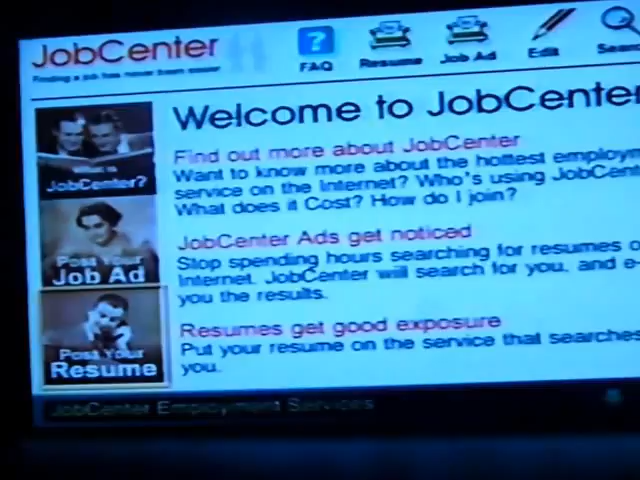 JobCenter
Finding a job has never been easier
FAQ
Resume
Job Ad
Edit
Sear
Welcome to JobCenter
Find out more about JobCenter
Want to know more about the hottest employm
service on the Internet? Who's using JobCent
What does it Cost? How do I join?
JobCenter Ads get noticed
Stop spending hours searching for resumes o
Internet. JobCenter will search for you, and e-
you the results.
Resumes get good exposure
Put your resume on the service that searches
you.
What is
JobCenter?
Post Your
Job Ad
Post Your
Resume
JobCenter Employment Services